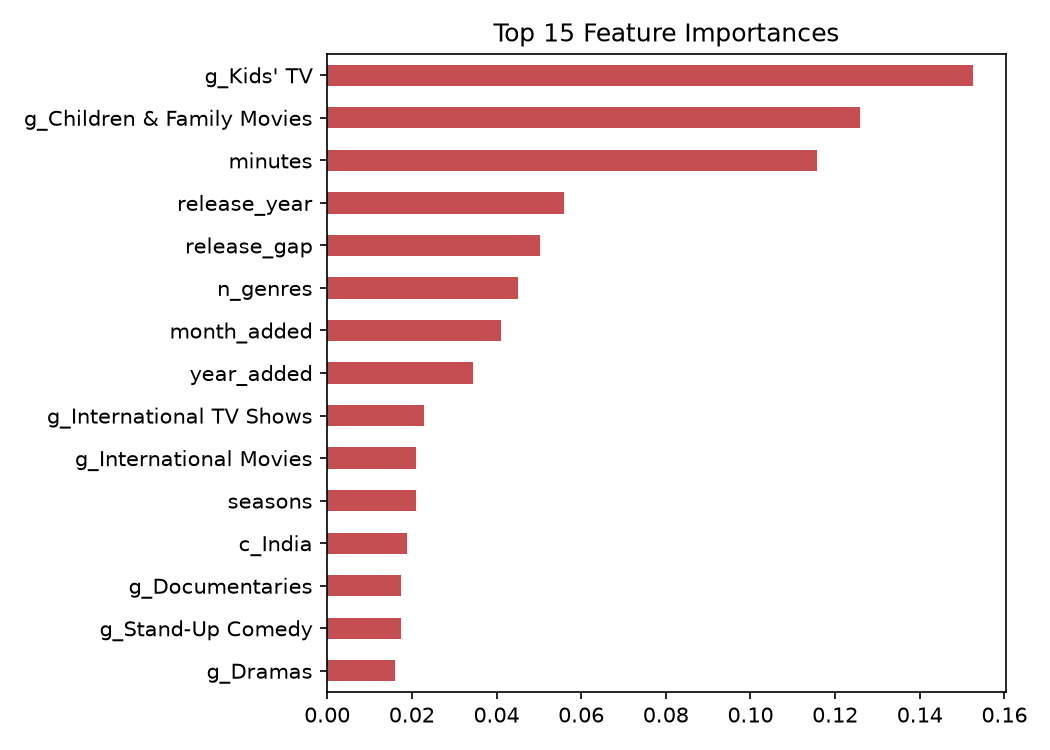 Top 15 Feature Importances
g_Kids' TV
g_Children & Family Movies
minutes
release_year
release_gap
n_genres
month_added
year_added
g_International TV Shows
g_International Movies
seasons
c_India
g_Documentaries
g_Stand-Up Comedy
g_Dramas
0.00 0.02 0.04 0.06 0.08 0.10 0.12 0.14 0.16